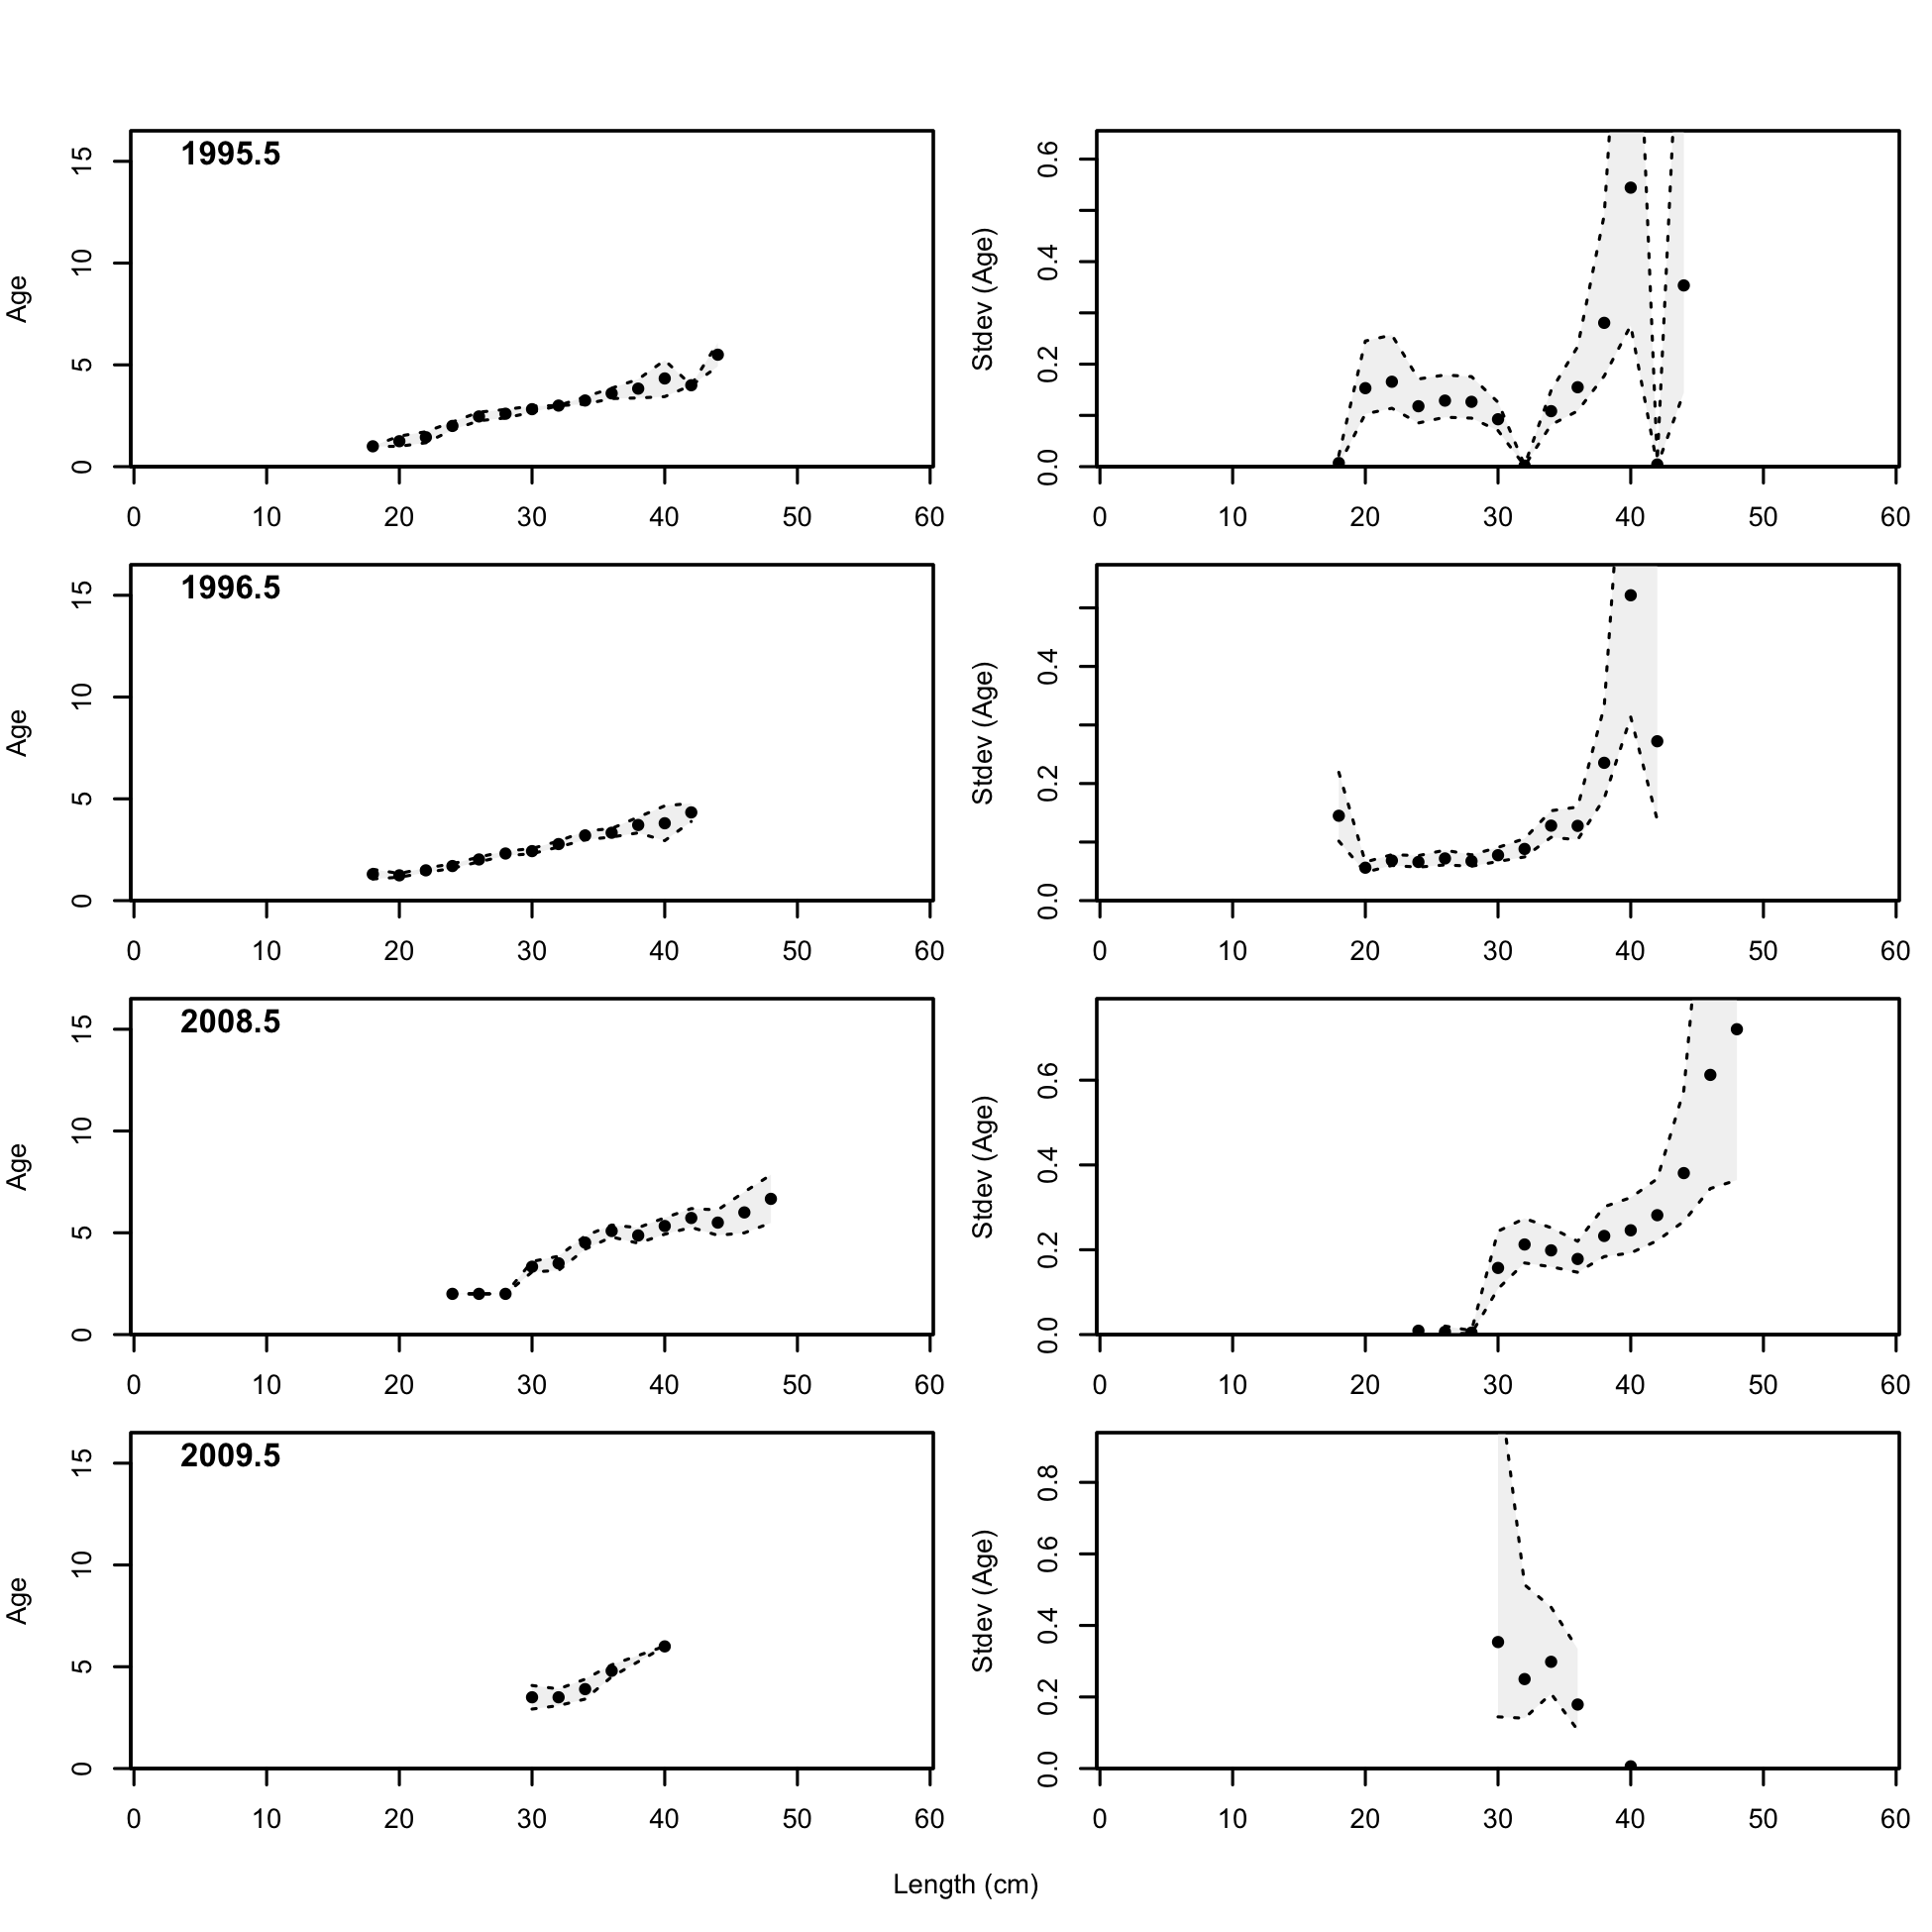 1995.5
Age
0 5 10 15
0 10 20 30 40 50 60
Stdev (Age)
0.0 0.2 0.4 0.6
0 10 20 30 40 50 60
1996.5
Age
0 5 10 15
0 10 20 30 40 50 60
Stdev (Age)
0.0 0.2 0.4
0 10 20 30 40 50 60
2008.5
Age
0 5 10 15
0 10 20 30 40 50 60
Stdev (Age)
0.0 0.2 0.4 0.6
0 10 20 30 40 50 60
2009.5
Age
0 5 10 15
0 10 20 30 40 50 60
Stdev (Age)
0.0 0.2 0.4 0.6 0.8
0 10 20 30 40 50 60
Length (cm)